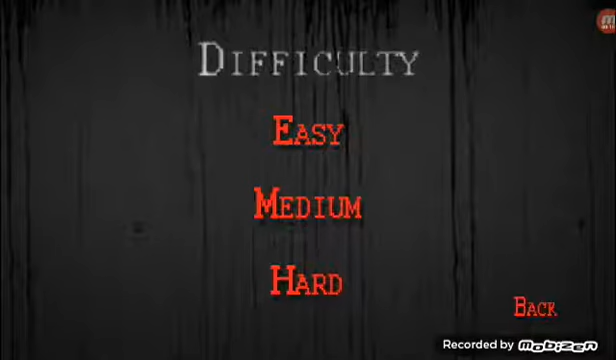 DIFFICULTY
EASY
MEDIUM
HARD
BACK
Recorded by mobizen